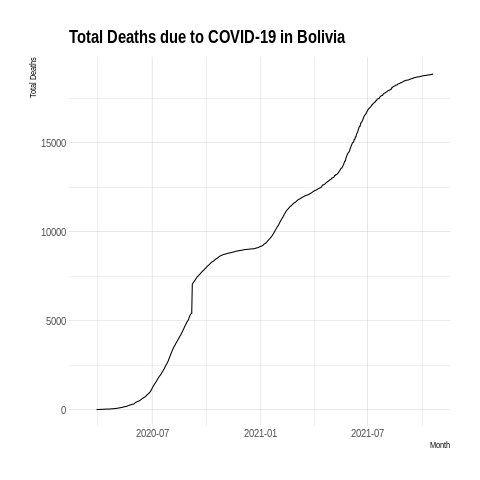 Total Deaths due to COVID-19 in Bolivia
Total Deaths
15000
10000
5000
0
2020-07 2021-01 2021-07
Month